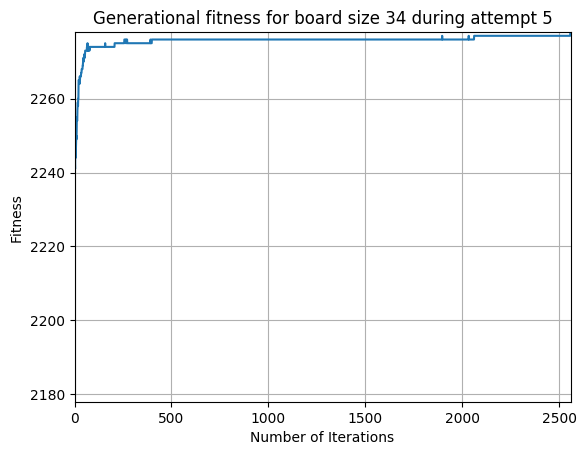 Generational fitness for board size 34 during attempt 5
2260
2240
2220
2200
2180
Fitness
0 500 1000 1500 2000 2500
Number of Iterations